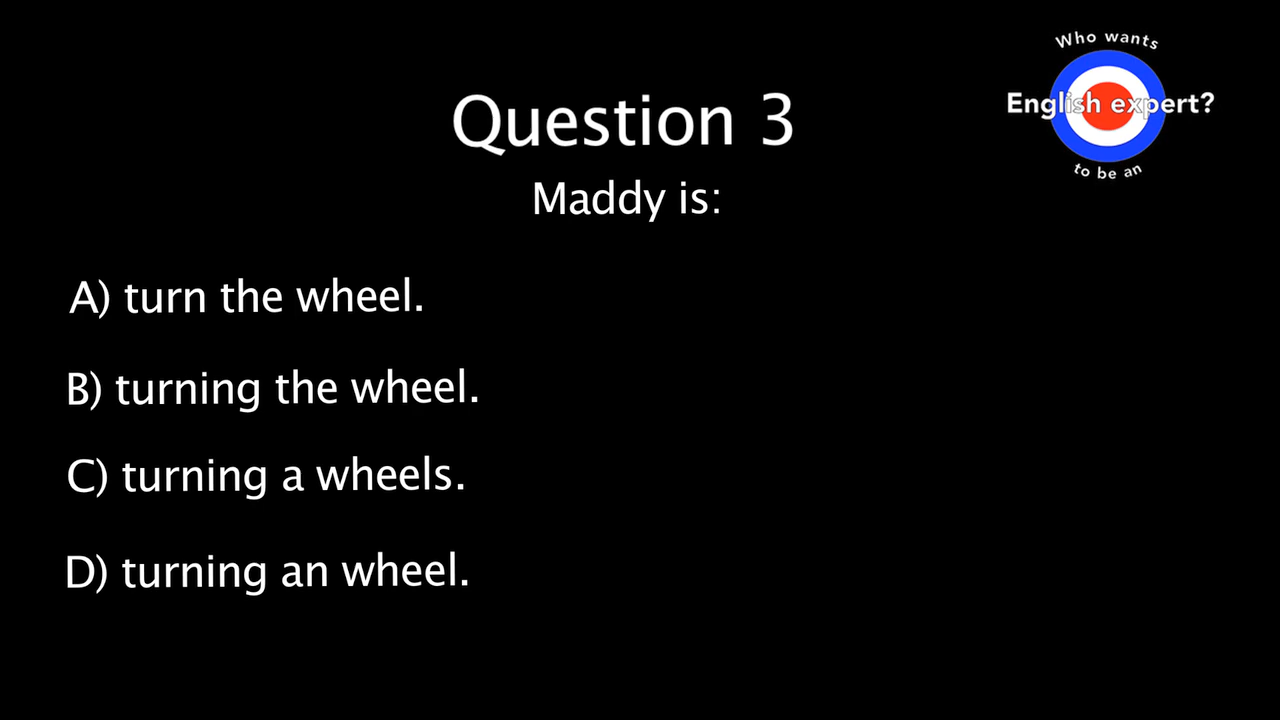 Who wants
English expert?
to be an
Question 3
Maddy is:
A) turn the wheel.
B) turning the wheel.
C) turning a wheels.
D) turning an wheel.